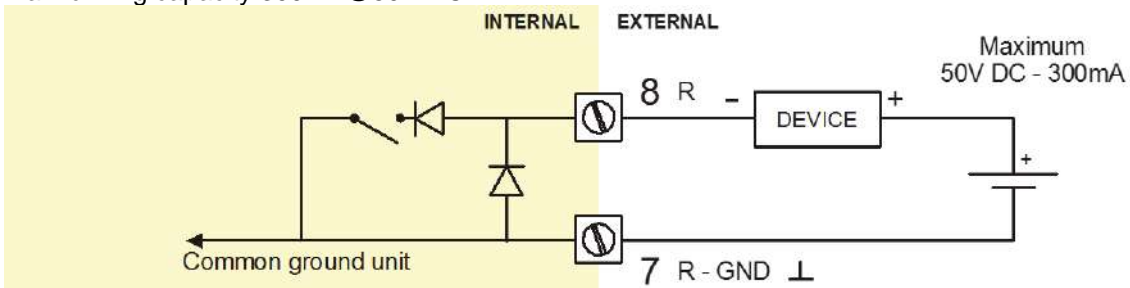 INTERNAL EXTERNAL
Maximum
50V DC - 300mA
8 R - DEVICE +
+
Common ground unit
7 R - GND ⊥